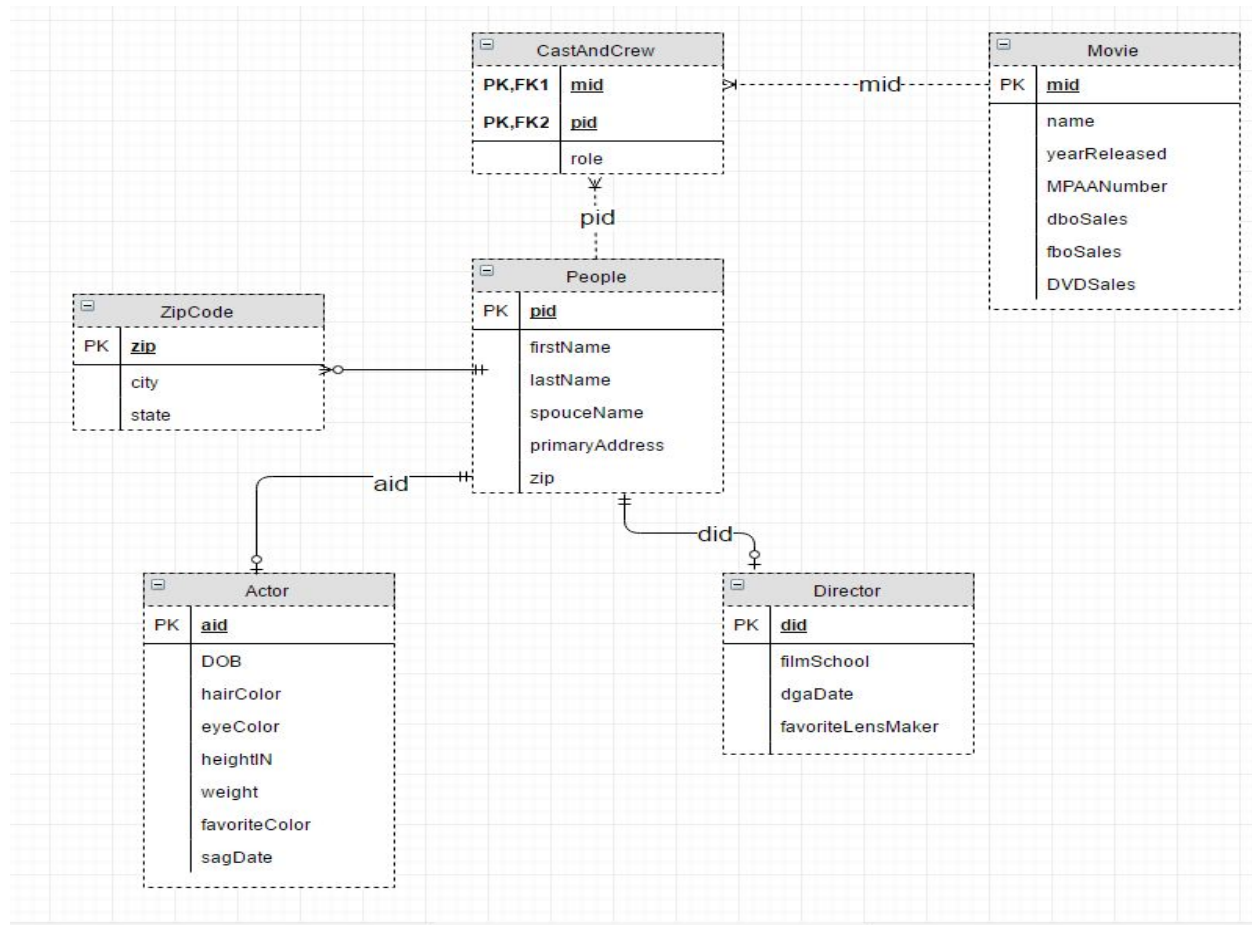 CastAndCrew
PK,FK1 mid
PK,FK2 pid
role
mid
Movie
PK mid
name
yearReleased
MPAANumber
dboSales
fboSales
DVDSales
pid
People
PK pid
firstName
lastName
spouceName
primaryAddress
zip
ZipCode
PK zip
city
state
aid
did
Actor
PK aid
DOB
hairColor
eyeColor
heightIN
weight
favoriteColor
sagDate
Director
PK did
filmSchool
dgaDate
favoriteLensMaker